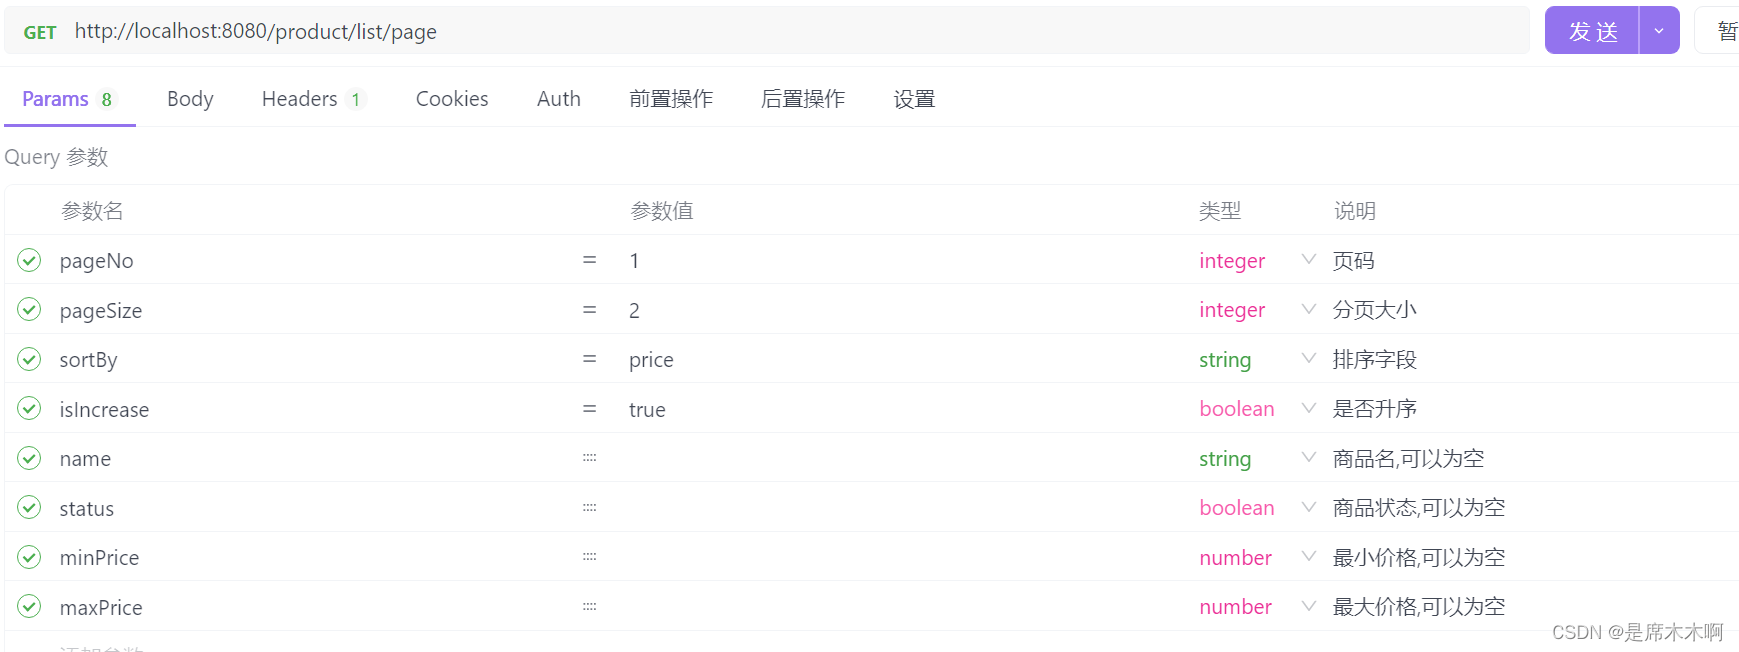 GET http://localhost:8080/product/list/page 发 送 暂
Params 8 Body Headers 1 Cookies Auth 前置操作 后置操作 设置
Query 参数
参数名 参数值 类型 说明
pageNo = 1 integer 页码
pageSize = 2 integer 分页大小
sortBy = price string 排序字段
isIncrease = true boolean 是否升序
name string 商品名,可以为空
status boolean 商品状态,可以为空
minPrice number 最小价格,可以为空
maxPrice number 最大价格,可以为空
添加参数
CSDN @是席木木啊